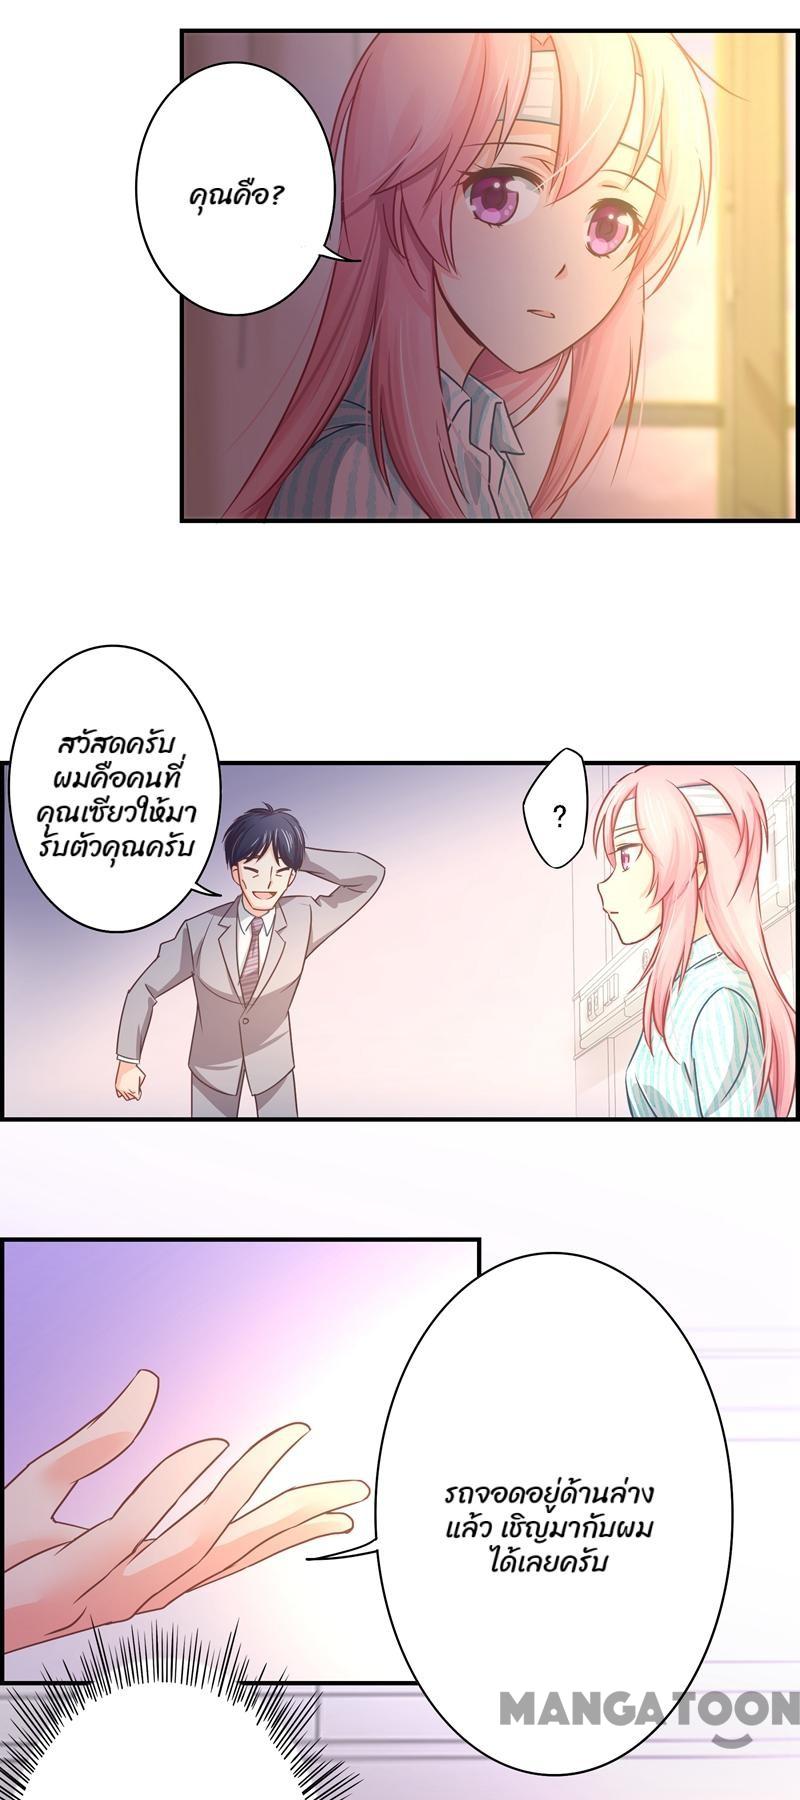 คุณคือ?
สวัสดครับ
ผมคือคนที่
คุณเซียวให้มา
รับตัวคุณครับ
?
รถจอดอยู่ด้านล่าง
แล้ว เชิญมากับผม
ได้เลยครับ
MANGATOON